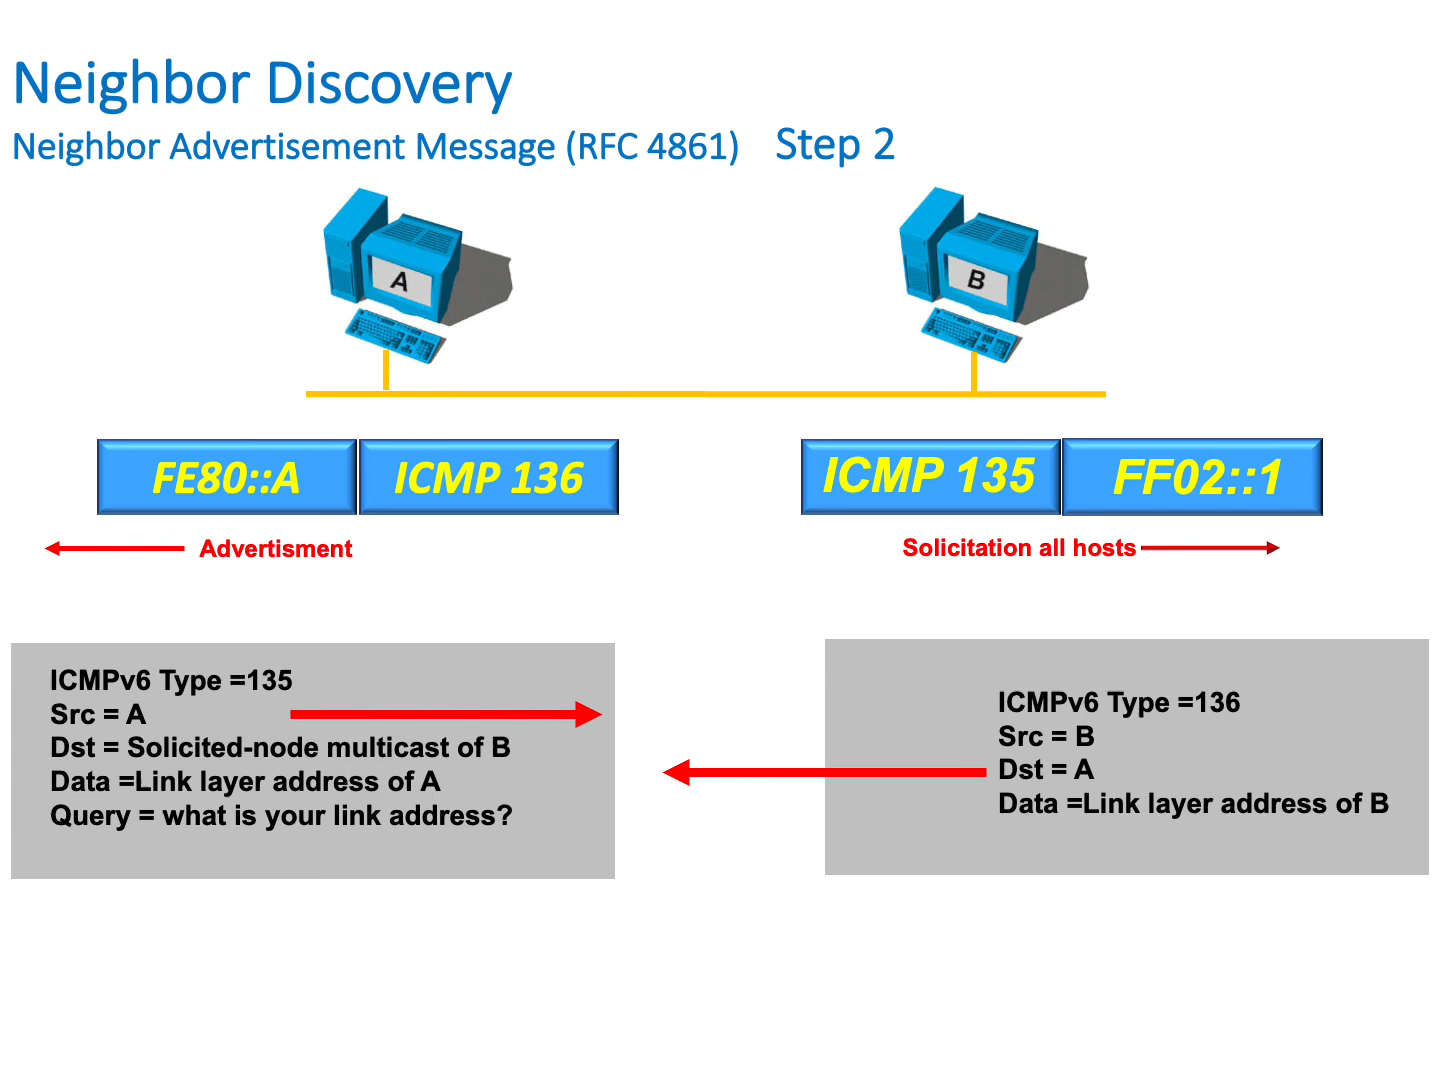 Neighbor Discovery
Neighbor Advertisement Message (RFC 4861) Step 2
A
B
FE80::A
ICMP 136
ICMP 135
FF02::1
Advertisment
Solicitation all hosts
ICMPv6 Type =135
Src = A
Dst = Solicited-node multicast of B
Data =Link layer address of A
Query = what is your link address?
ICMPv6 Type =136
Src = B
Dst = A
Data =Link layer address of B